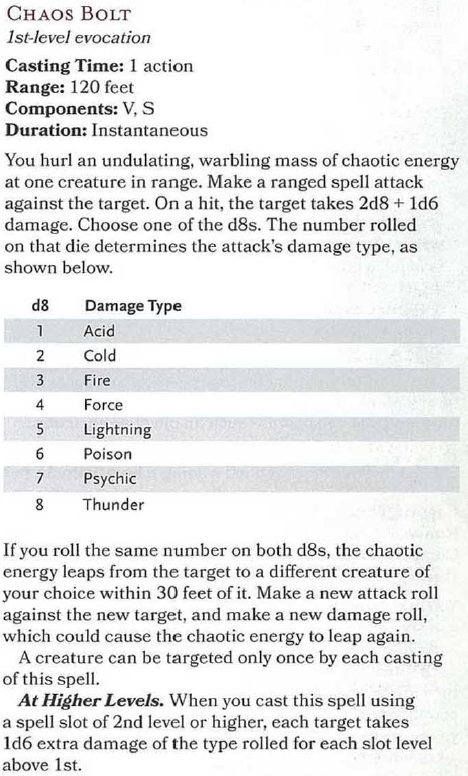 CHAOS BOLT
1st-level evocation
Casting Time: 1 action
Range: 120 feet
Components: V, S
Duration: Instantaneous
You hurl an undulating, warbling mass of chaotic energy
at one creature in range. Make a ranged spell attack
against the target. On a hit, the target takes 2d8 + 1d6
damage. Choose one of the d8s. The number rolled
on that die determines the attack's damage type, as
shown below.
d8 Damage Type
1 Acid
2 Cold
3 Fire
4 Force
5 Lightning
6 Poison
7 Psychic
8 Thunder
If you roll the same number on both d8s, the chaotic
energy leaps from the target to a different creature of
your choice within 30 feet of it. Make a new attack roll
against the new target, and make a new damage roll,
which could cause the chaotic energy to leap again.
A creature can be targeted only once by each casting
of this spell.
At Higher Levels. When you cast this spell using
a spell slot of 2nd level or higher, each target takes
1d6 extra damage of the type rolled for each slot level
above 1st.